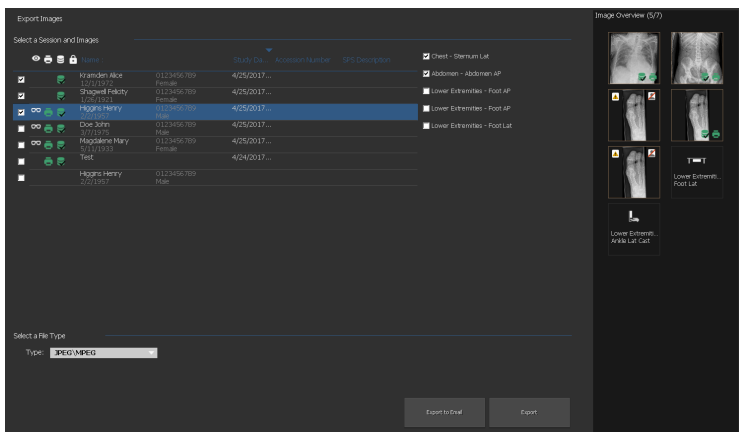 Export Images
Image Overview (5/7)
Select a Session and Images
Name
Study Da... Accession Number SPS Description
Kramden Alice 0123456789 4/25/2017...
12/1/1972 Female
Shagwell Felicity 0123456789 4/25/2017...
1/26/1921 Female
Higgins Henry 0123456789 4/25/2017...
2/2/1957 Male
Doe John 0123456789 4/25/2017...
3/7/1975 Male
Magdalene Mary 0123456789 4/25/2017...
5/11/1933 Female
Test 4/24/2017...
Higgins Henry 0123456789
2/2/1957 Male
Chest - Sternum Lat
Abdomen - Abdomen AP
Lower Extremities - Foot AP
Lower Extremities - Foot AP
Lower Extremities - Foot Lat
Lower Extremiti...
Foot Lat
Lower Extremiti...
Ankle Lat Cast
Select a File Type
Type: JPEG\MPEG
Export to Email
Export